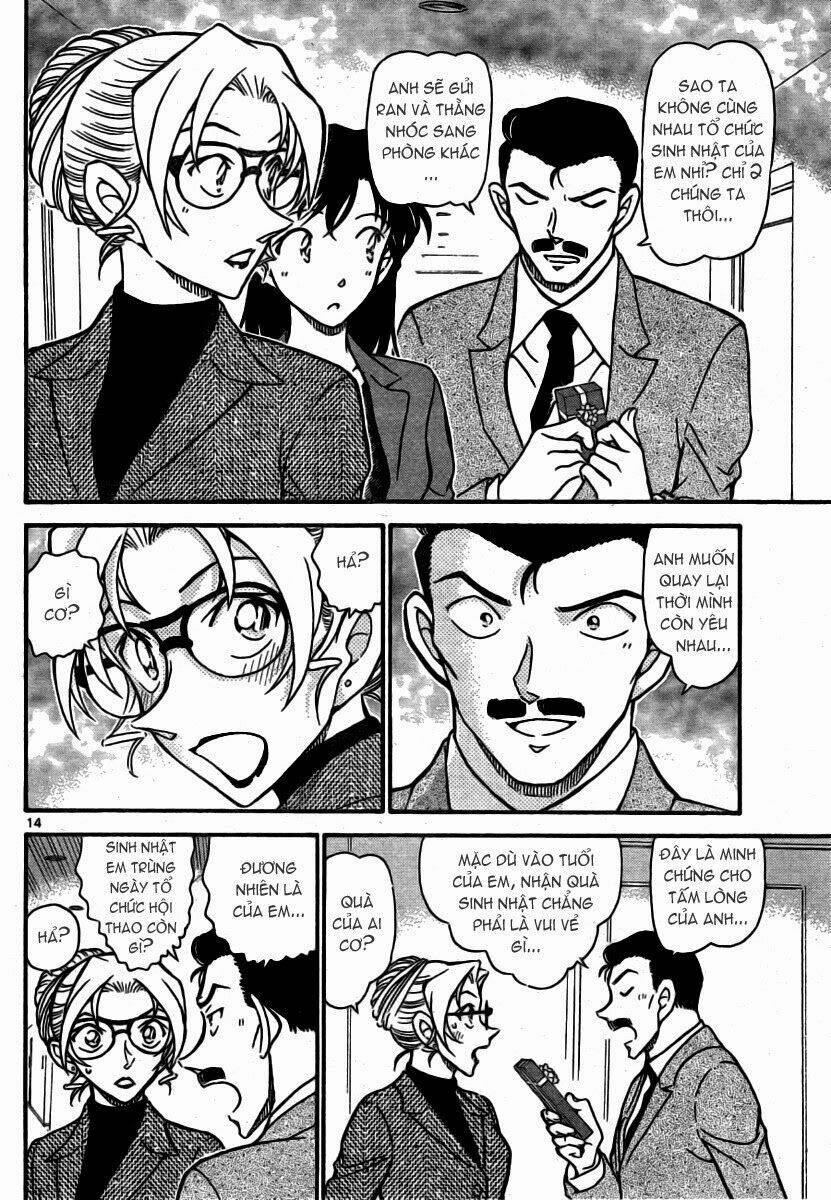 SAO TA
KHÔNG CÙNG
NHAU TỔ CHỨC
SINH NHẬT CỦA
EM NHỈ? CHỈ 2
CHÚNG TA
THÔI...
ANH SẼ GỬI
RAN VÀ THẰNG
NHÓC SANG
PHÒNG KHÁC
...
ANH MUỐN
QUAY LẠI
THỜI MÌNH
CÒN YÊU
NHAU...
HẢ?
GÌ
CƠ?
14
ĐÂY LÀ MINH
CHỨNG CHO
TẤM LÒNG
CỦA ANH...
MẶC DÙ VÀO TUỔI
CỦA EM, NHẬN QUÀ
SINH NHẬT CHẲNG
PHẢI LÀ VUI VẺ
GÌ...
QUÀ
CỦA AI
CƠ?
ĐƯƠNG
NHIÊN LÀ
CỦA EM...
SINH NHẬT
EM TRÙNG
NGÀY TỔ
CHỨC HỘI
THAO CÒN
GÌ?
HẢ?